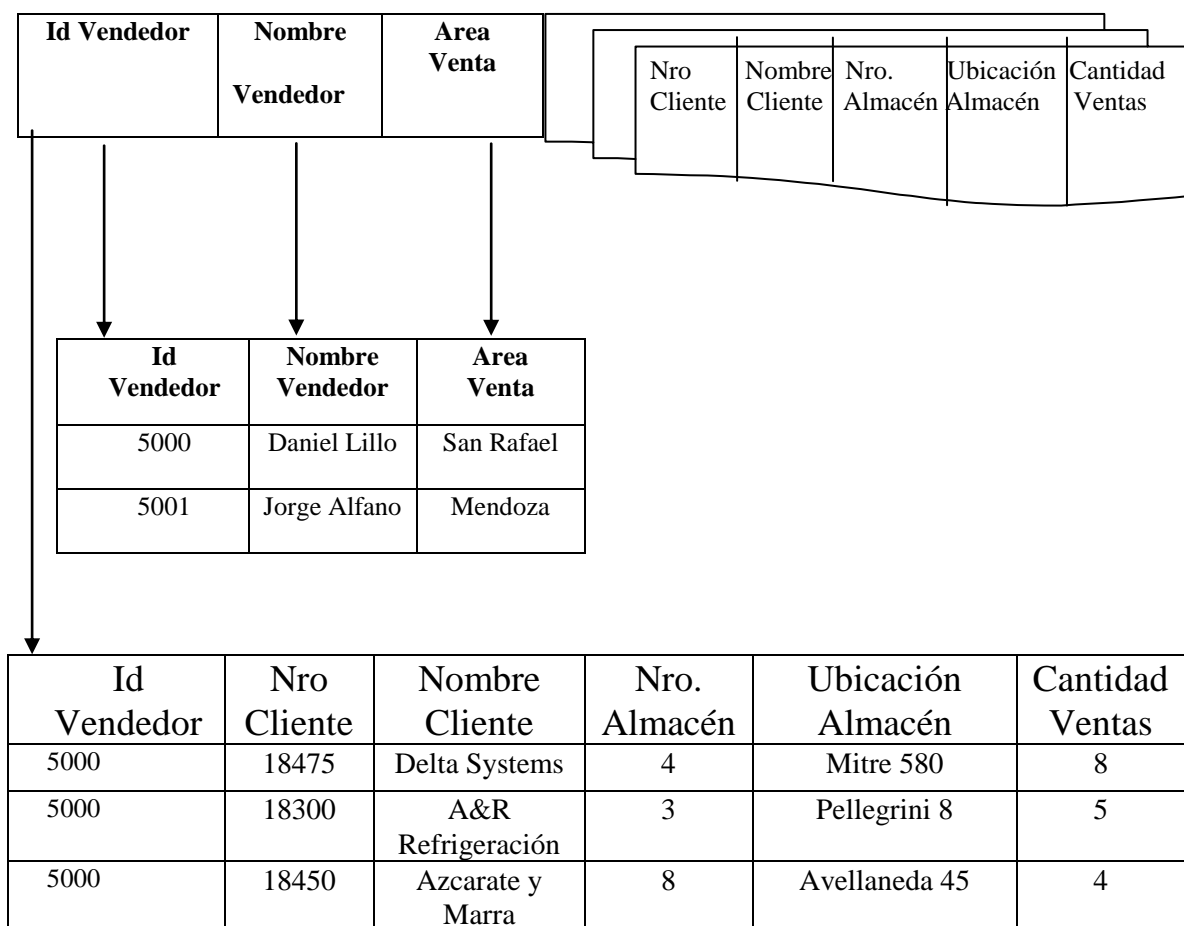 Id Vendedor Nombre Area
Venta
Vendedor
Nro Nombre Nro. Ubicación Cantidad
Cliente Cliente Almacén Almacén Ventas
Id Nombre Area
Vendedor Vendedor Venta
5000 Daniel Lillo San Rafael
5001 Jorge Alfano Mendoza
Id Nro Nombre Nro. Ubicación Cantidad
Vendedor Cliente Cliente Almacén Almacén Ventas
5000 18475 Delta Systems 4 Mitre 580 8
5000 18300 A&R 3 Pellegrini 8 5
Refrigeración
5000 18450 Azcarate y 8 Avellaneda 45 4
Marra